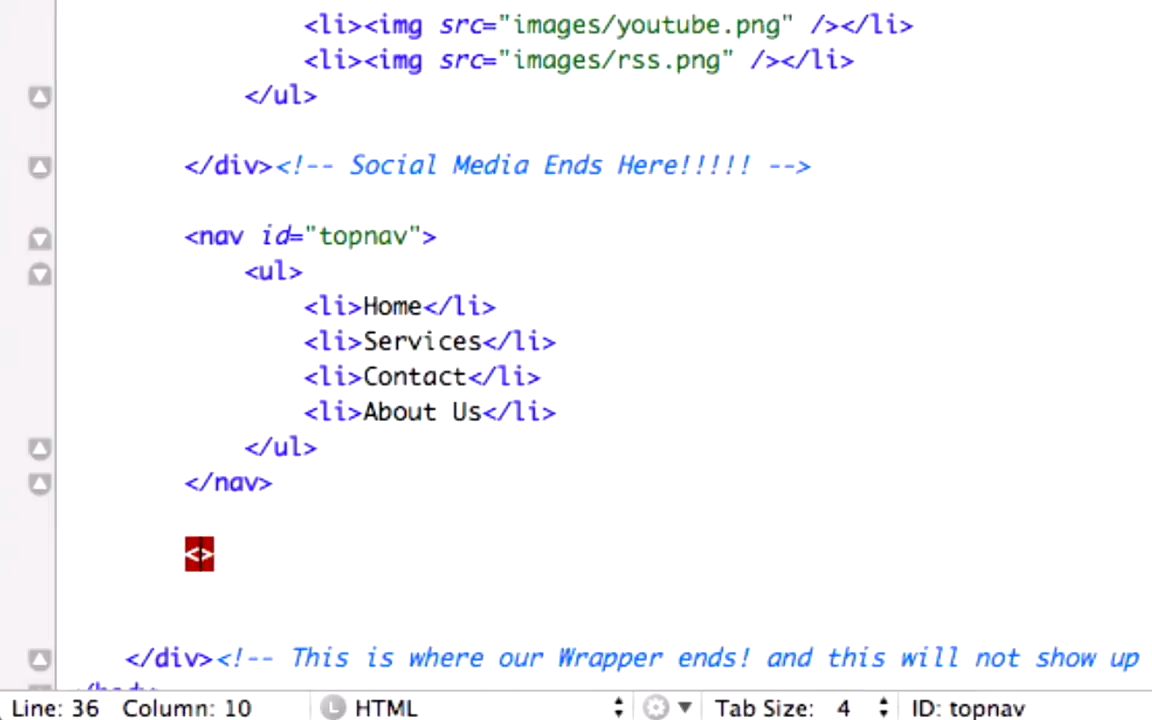 <li><img src="images/youtube.png" /></li>
<li><img src="images/rss.png" /></li>
</ul>
</div><!-- Social Media Ends Here!!!!! -->
<nav id="topnav">
<ul>
<li>Home</li>
<li>Services</li>
<li>Contact</li>
<li>About Us</li>
</ul>
</nav>
<>
</div><!-- This is where our Wrapper ends! and this will not show up
</body>
Line: 36 Column: 10 L HTML Tab Size: 4 ID: topnav